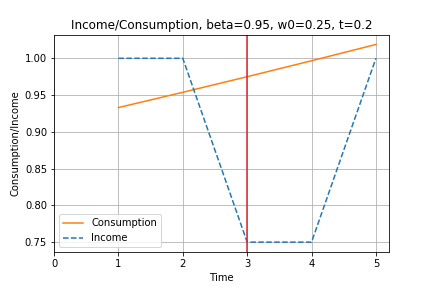 Income/Consumption, beta=0.95, w0=0.25, t=0.2
Consumption/Income
1.00
0.95
0.90
0.85
0.80
0.75
Consumption
Income
0 1 2 3 4 5
Time